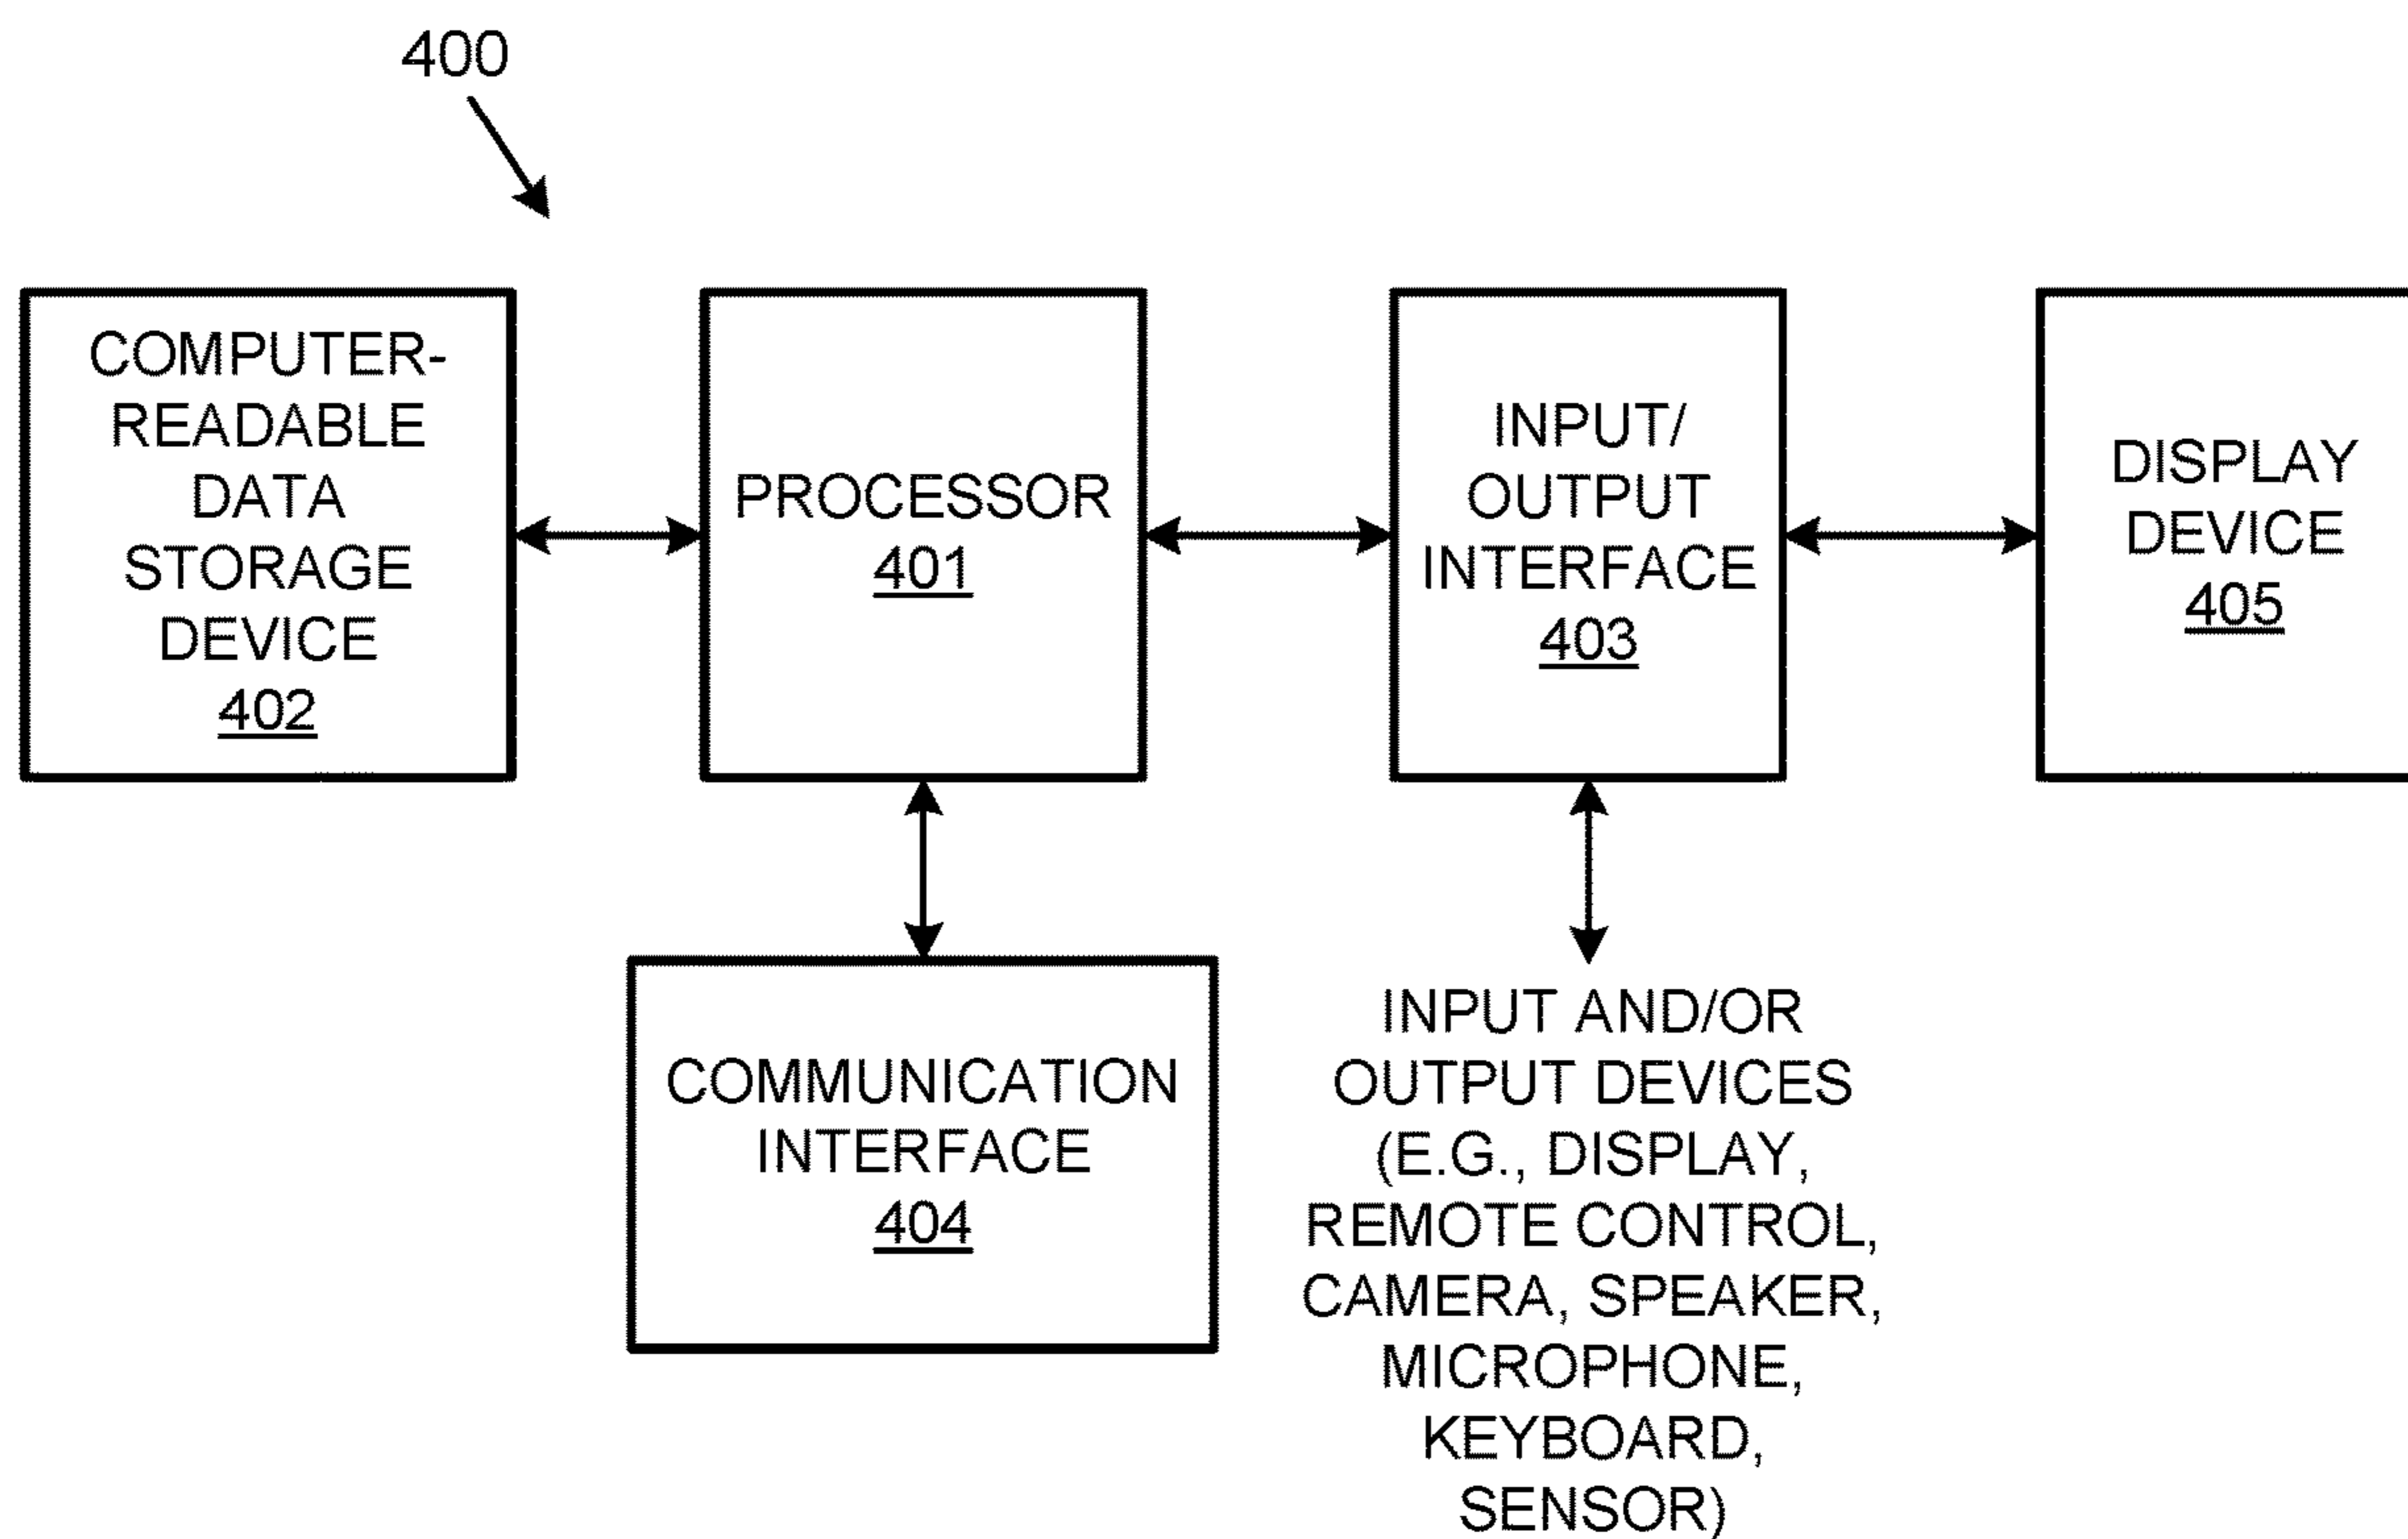 400
COMPUTER-
READABLE
DATA
STORAGE
DEVICE
402
PROCESSOR
401
INPUT/
OUTPUT
INTERFACE
403
DISPLAY
DEVICE
405
COMMUNICATION
INTERFACE
404
INPUT AND/OR
OUTPUT DEVICES
(E.G., DISPLAY,
REMOTE CONTROL,
CAMERA, SPEAKER,
MICROPHONE,
KEYBOARD,
SENSOR)